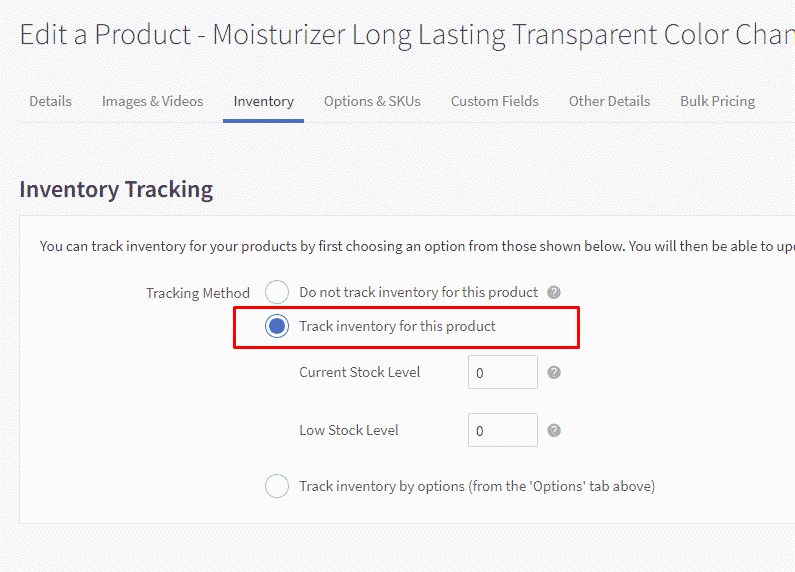 Edit a Product - Moisturizer Long Lasting Transparent Color Chan
Details Images & Videos Inventory Options & SKUs Custom Fields Other Details Bulk Pricing
Inventory Tracking
You can track inventory for your products by first choosing an option from those shown below. You will then be able to up
Tracking Method Do not track inventory for this product ?
Track inventory for this product
Current Stock Level 0 ?
Low Stock Level 0 ?
Track inventory by options (from the 'Options' tab above)